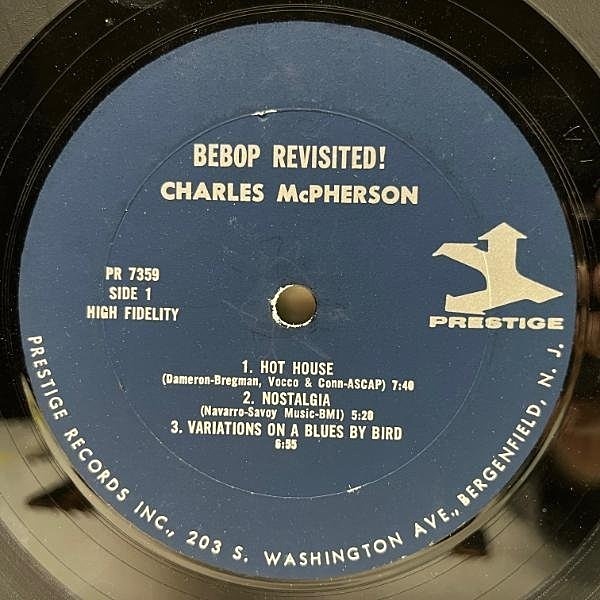 BEBOP REVISITED!
CHARLES McPHERSON
PR 7359
SIDE 1
HIGH FIDELITY
PRESTIGE
1. HOT HOUSE
(Dameron-Bregman, Vocco & Conn-ASCAP) 7:40
2. NOSTALGIA
(Navarro-Savoy Music-BMI) 5:20
3. VARIATIONS ON A BLUES BY BIRD
6:55
PRESTIGE RECORDS INC., 203 S. WASHINGTON AVE., BERGENFIELD, N. J.